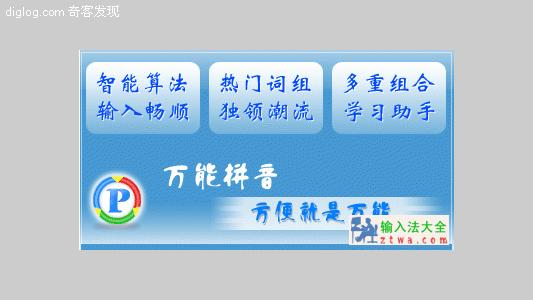 diglog.com 奇客发现
智能算法 热门词组 多重组合
输入畅顺 独领潮流 学习助手
万能拼音
P
方便就是万能
输入法大全
ztwa.com